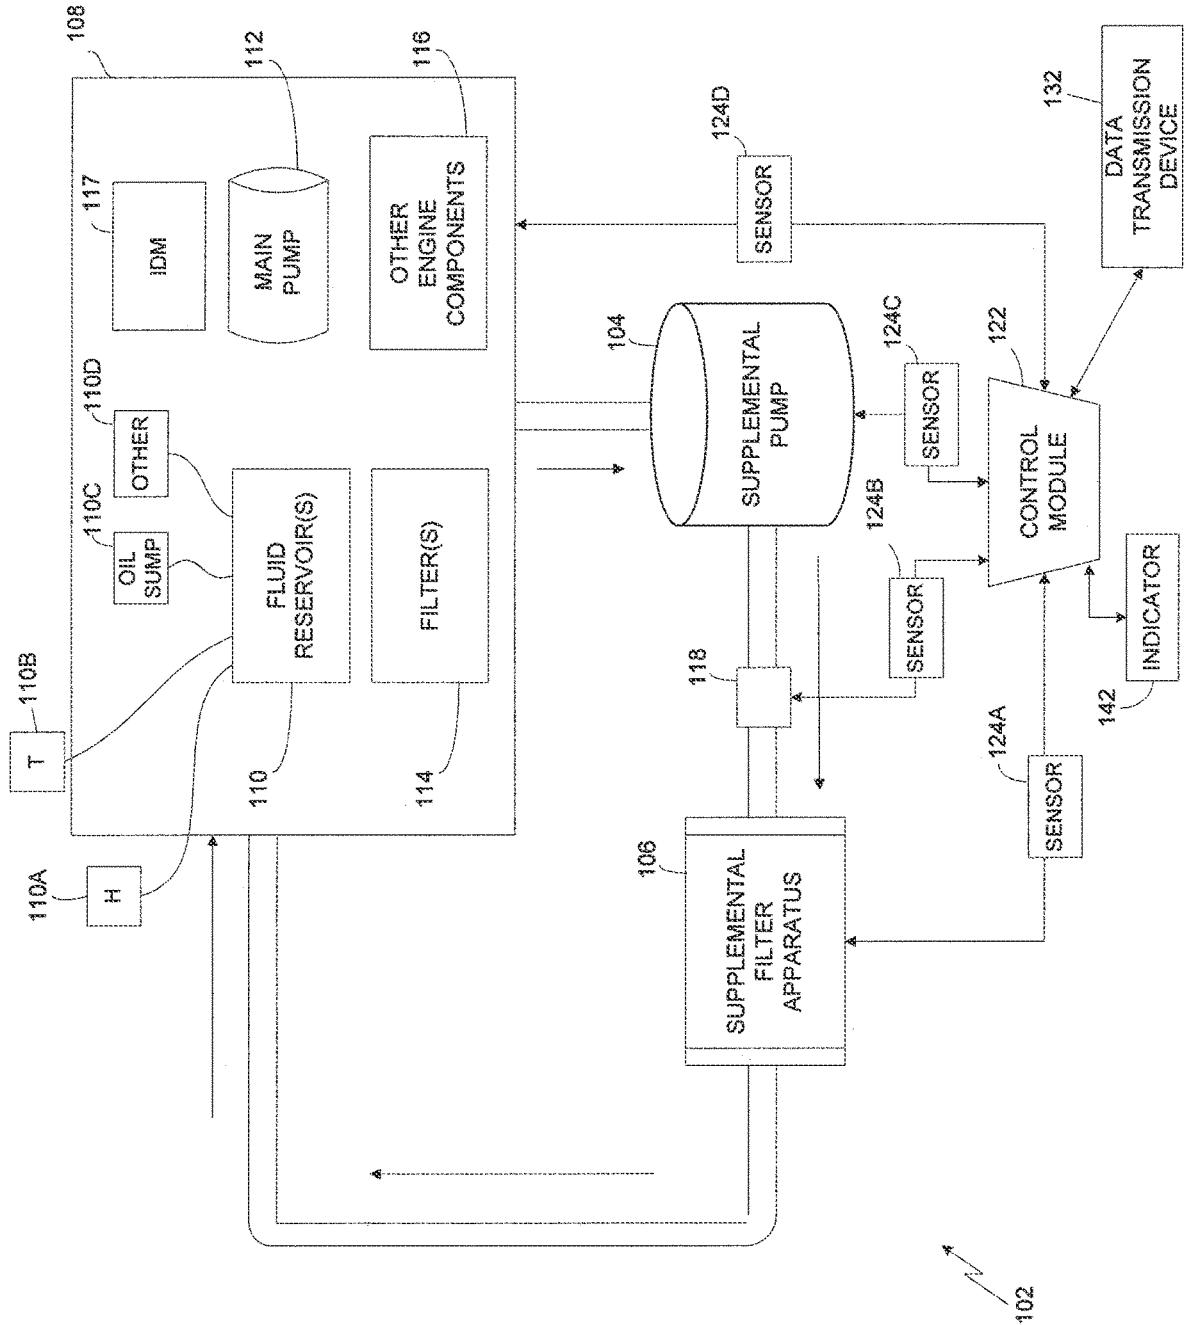 108
117
IDM
112
MAIN
PUMP
116
OTHER
ENGINE
COMPONENTS
110D
OTHER
110C
OIL
SUMP
110B
T
110A
H
FLUID
RESERVOIR(S)
110
FILTER(S)
114
124D
SENSOR
132
DATA
TRANSMISSION
DEVICE
104
SUPPLEMENTAL
PUMP
124C
SENSOR
122
CONTROL
MODULE
124B
SENSOR
118
INDICATOR
142
124A
SENSOR
106
SUPPLEMENTAL
FILTER
APPARATUS
102